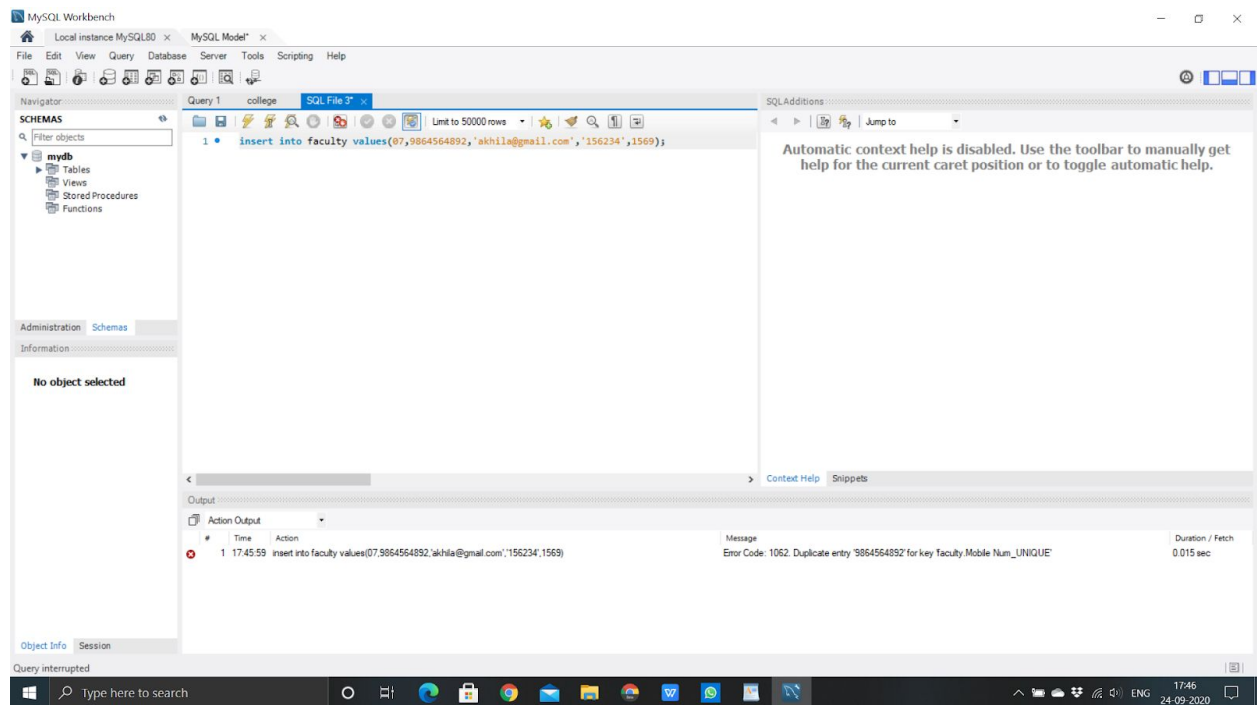 MySQL Workbench
Local instance MySQL80 × MySQL Model* ×
File Edit View Query Database Server Tools Scripting Help
Navigator
SCHEMAS
Filter objects
mydb
Tables
Views
Stored Procedures
Functions
Administration Schemas
Information
No object selected
Object Info Session
Query 1 college SQL File 3* ×
Limit to 50000 rows
1 insert into faculty values(07,9864564892,'akhila@gmail.com','156234',1569);
SQLAdditions
Jump to
Automatic context help is disabled. Use the toolbar to manually get
help for the current caret position or to toggle automatic help.
Context Help Snippets
Output
Action Output
# Time Action Message Duration / Fetch
1 17:45:59 insert into faculty values(07,9864564892,'akhila@gmail.com','156234',1569) Error Code: 1062. Duplicate entry '9864564892' for key 'faculty.Mobile Num_UNIQUE' 0.015 sec
Query interrupted
Type here to search
ENG
17:46
24-09-2020